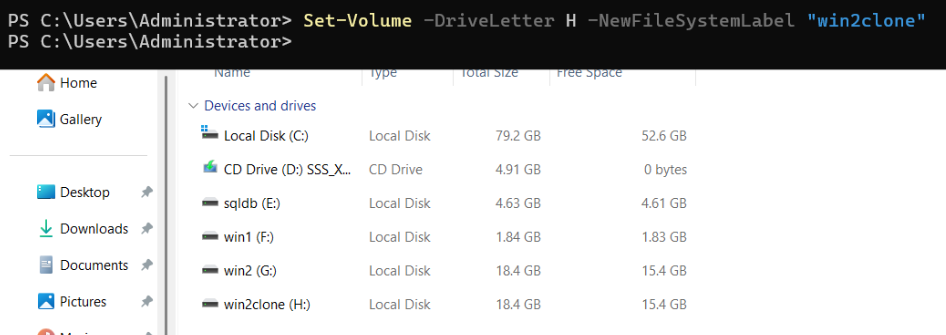 PS C:\Users\Administrator> Set-Volume -DriveLetter H -NewFileSystemLabel "win2clone"
PS C:\Users\Administrator>
Name Type Total Size Free Space
Home
Gallery
Desktop
Downloads
Documents
Pictures
Devices and drives
Local Disk (C:) Local Disk 79.2 GB 52.6 GB
CD Drive (D:) SSS_X... CD Drive 4.91 GB 0 bytes
sqldb (E:) Local Disk 4.63 GB 4.61 GB
win1 (F:) Local Disk 1.84 GB 1.83 GB
win2 (G:) Local Disk 18.4 GB 15.4 GB
win2clone (H:) Local Disk 18.4 GB 15.4 GB